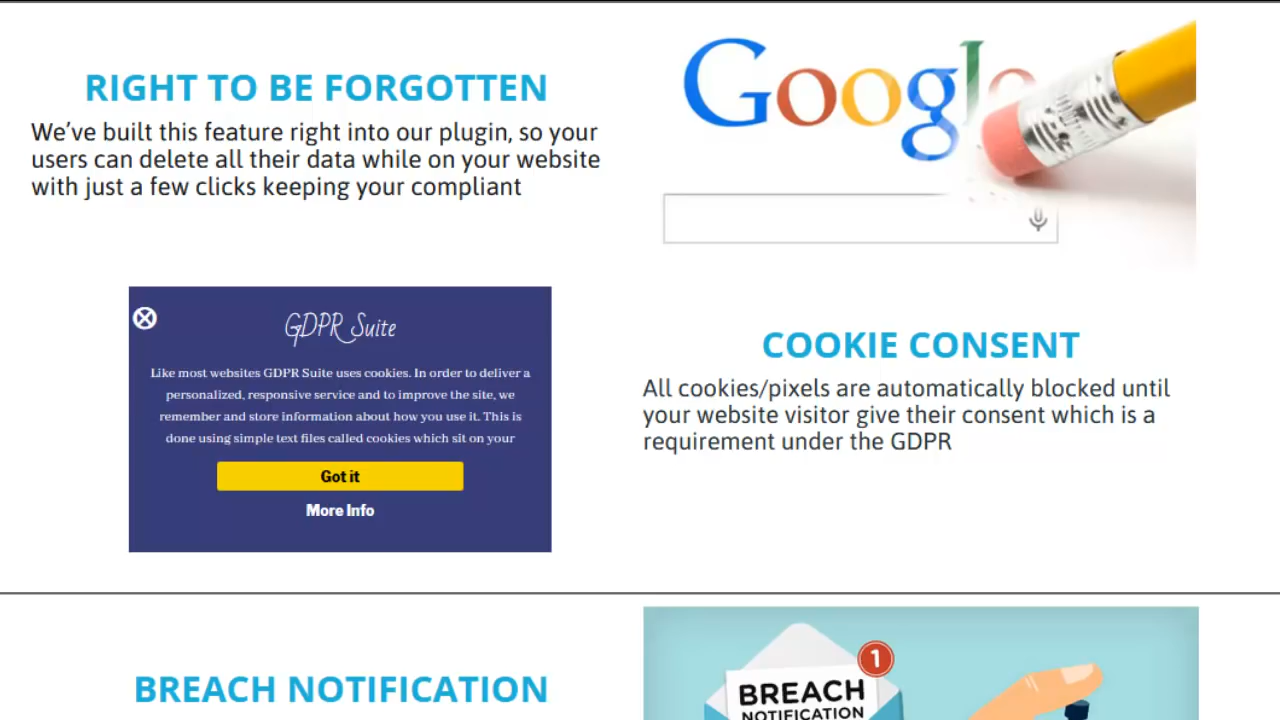 RIGHT TO BE FORGOTTEN
We've built this feature right into our plugin, so your
users can delete all their data while on your website
with just a few clicks keeping your compliant
Google
GDPR Suite
Like most websites GDPR Suite uses cookies. In order to deliver a
personalized, responsive service and to improve the site, we
remember and store information about how you use it. This is
done using simple text files called cookies which sit on your
Got it
More Info
COOKIE CONSENT
All cookies/pixels are automatically blocked until
your website visitor give their consent which is a
requirement under the GDPR
BREACH NOTIFICATION
1
BREACH
NOTIFICATION